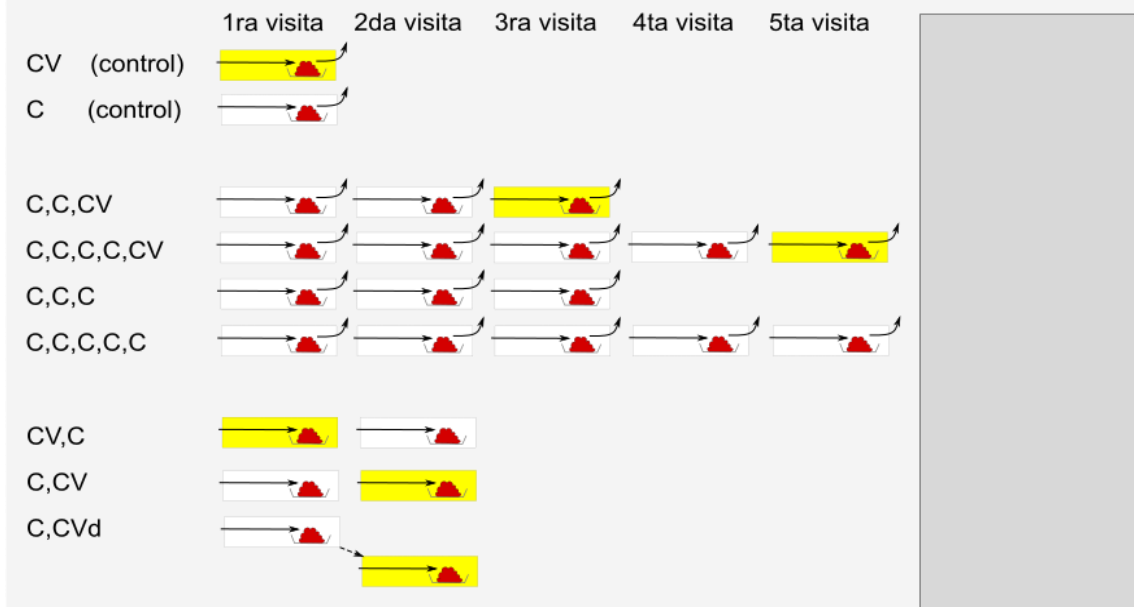 1ra visita 2da visita 3ra visita 4ta visita 5ta visita
CV (control)
C (control)
C,C,CV
C,C,C,C,CV
C,C,C
C,C,C,C,C
CV,C
C,CV
C,CVd